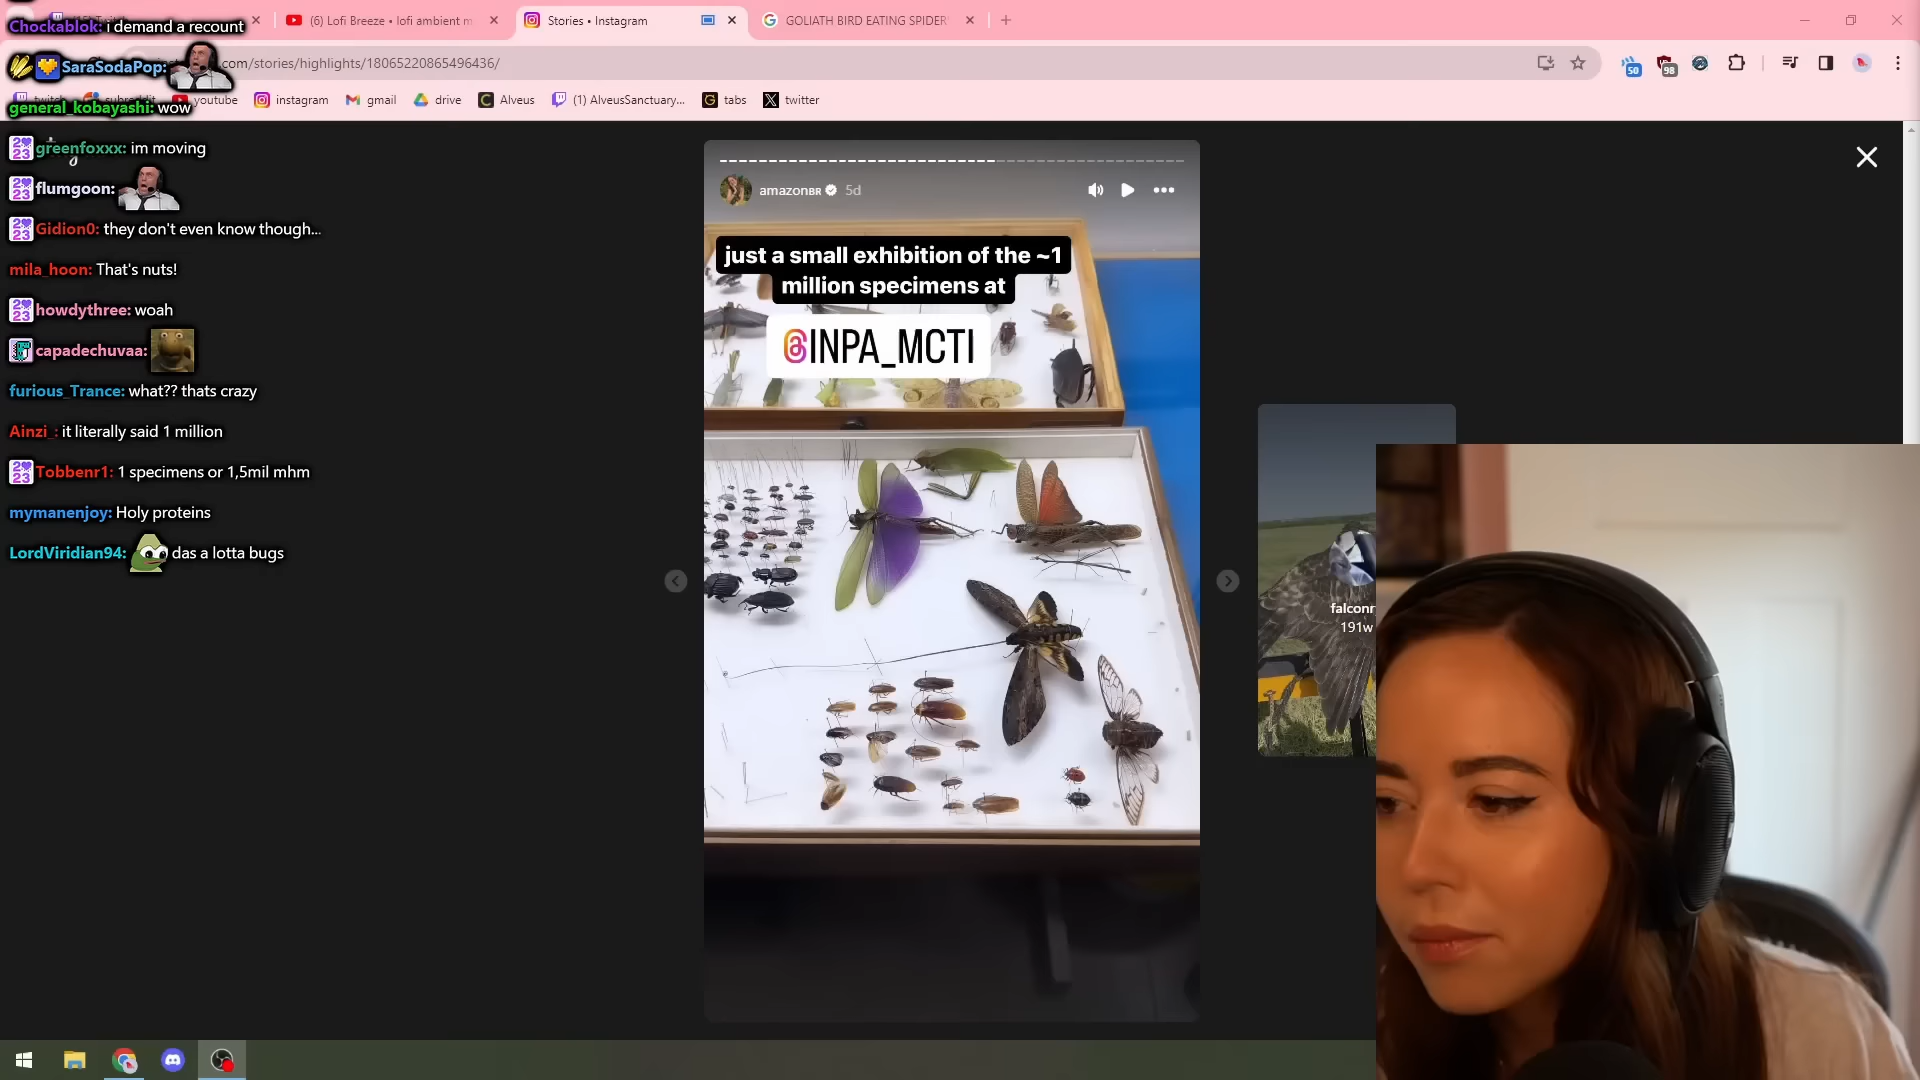 Chockablok: i demand a recount
(6) Lofi Breeze • lofi ambient m
Stories • Instagram
GOLIATH BIRD EATING SPIDER
SaraSodaPop:
com/stories/highlights/18065220865496436/
50
98
general_kobayashi: wow
youtube
instagram
gmail
drive
Alveus
(1) AlveusSanctuary...
tabs
twitter
greenfoxxx: im moving
flumgoon:
Gidion0: they don't even know though...
mila_hoon: That's nuts!
howdythree: woah
capadechuvaa:
furious_Trance: what?? thats crazy
Ainzi_: it literally said 1 million
Tobbenr1: 1 specimens or 1,5mil mhm
mymanenjoy: Holy proteins
LordViridian94: das a lotta bugs
amazonBR 5d
just a small exhibition of the ~1
million specimens at
@INPA_MCTI
falconr
191w